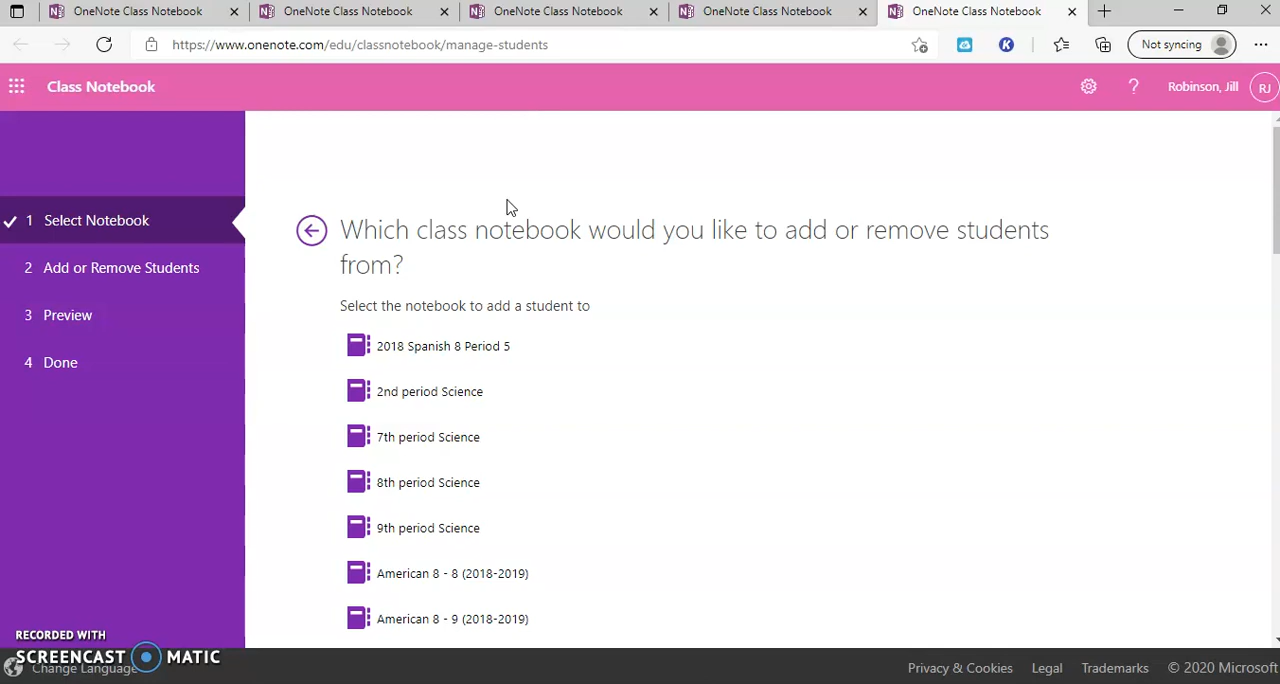 OneNote Class Notebook
OneNote Class Notebook
OneNote Class Notebook
OneNote Class Notebook
OneNote Class Notebook
https://www.onenote.com/edu/classnotebook/manage-students
K
Not syncing
Class Notebook
?
Robinson, Jill
RJ
1 Select Notebook
2 Add or Remove Students
3 Preview
4 Done
Which class notebook would you like to add or remove students
from?
Select the notebook to add a student to
2018 Spanish 8 Period 5
2nd period Science
7th period Science
8th period Science
9th period Science
American 8 - 8 (2018-2019)
American 8 - 9 (2018-2019)
RECORDED WITH
SCREENCAST MATIC
Change Language
Privacy & Cookies
Legal
Trademarks
© 2020 Microsoft